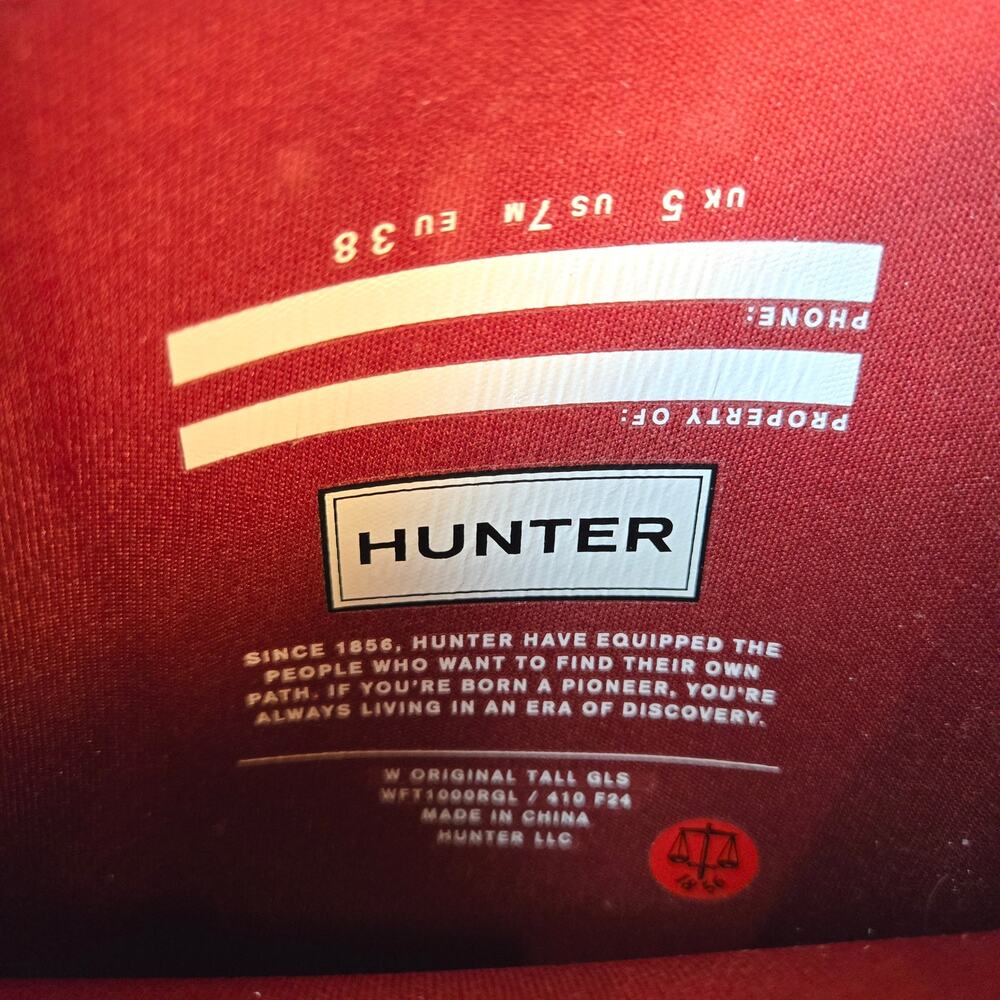 UK 5 US 7M EU 38
PHONE:
PROPERTY OF:
HUNTER
SINCE 1856, HUNTER HAVE EQUIPPED THE
PEOPLE WHO WANT TO FIND THEIR OWN
PATH. IF YOU'RE BORN A PIONEER, YOU'RE
ALWAYS LIVING IN AN ERA OF DISCOVERY.
W ORIGINAL TALL GLS
WFT1000RGL / 410 F24
MADE IN CHINA
HUNTER LLC
1856